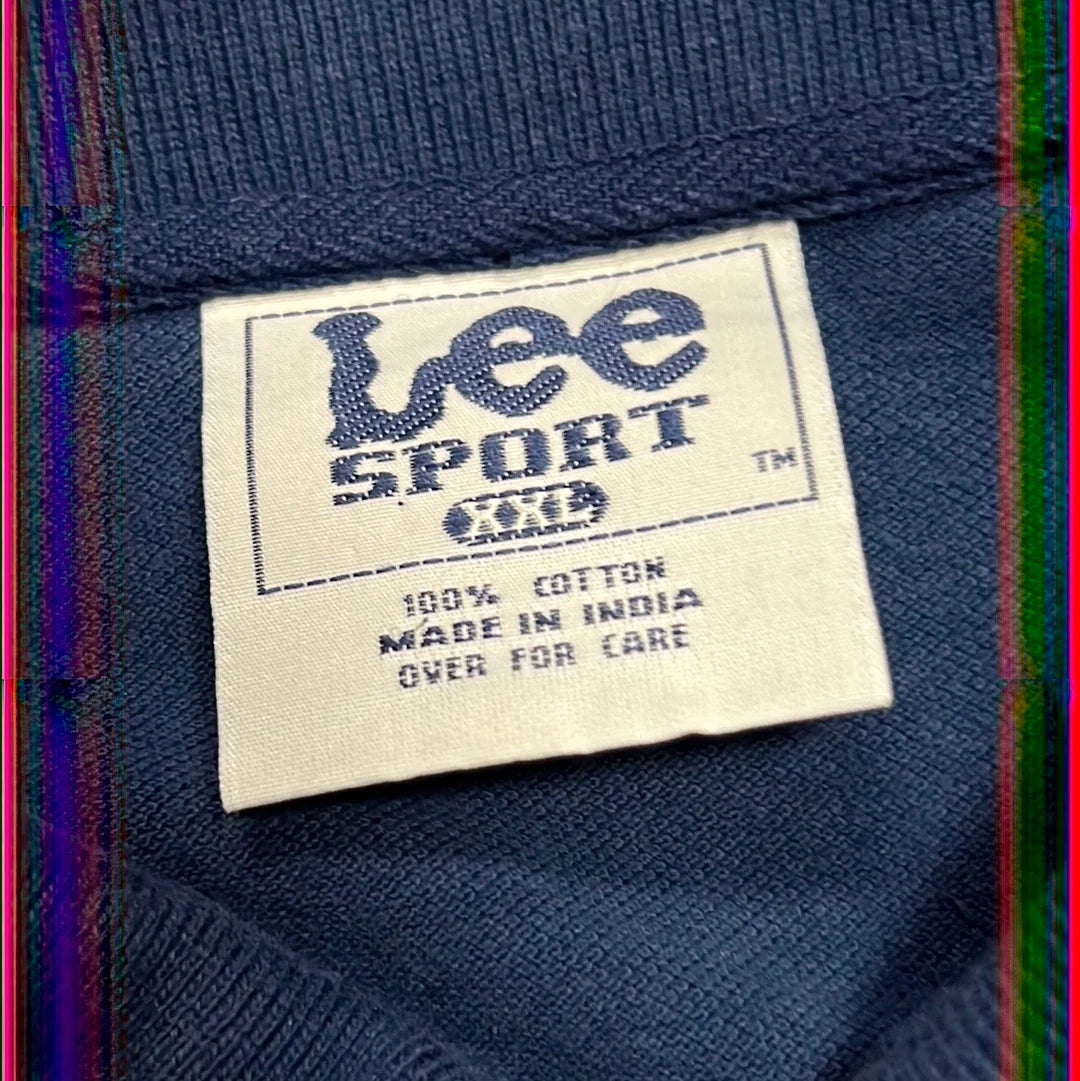 Lee
SPORT
TM
XXL
100% COTTON
MADE IN INDIA
OVER FOR CARE